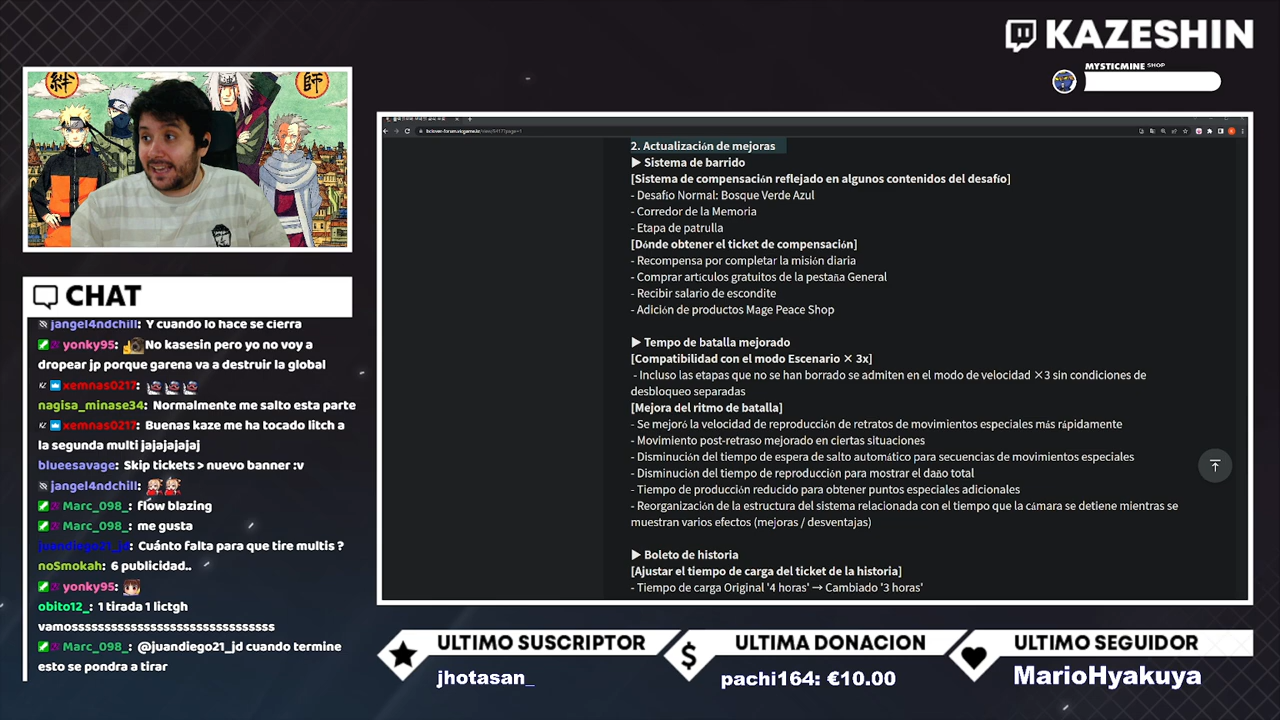 KAZESHIN
MYSTICMINE SHOP
絆
師
CHAT
jangel4ndchill: Y cuando lo hace se cierra
yonky95: No kasesin pero yo no voy a
dropear jp porque garena va a destruir la global
xemnas0217:
nagisa_minase34: Normalmente me salto esta parte
xemnas0217: Buenas kaze me ha tocado litch a
la segunda multi jajajajajaj
blueesavage: Skip tickets > nuevo banner :v
jangel4ndchill:
Marc_098_: flow blazing
Marc_098_: me gusta
juandiego21_jd: Cuánto falta para que tire multis ?
noSmokah: 6 publicidad..
yonky95:
obito12_: 1 tirada 1 lictgh
vamosssssssssssssssssssssssssssss
Marc_098_: @juandiego21_jd cuando termine
esto se pondra a tirar
2. Actualización de mejoras
▶ Sistema de barrido
[Sistema de compensación reflejado en algunos contenidos del desafío]
- Desafío Normal: Bosque Verde Azul
- Corredor de la Memoria
- Etapa de patrulla
[Dónde obtener el ticket de compensación]
- Recompensa por completar la misión diaria
- Comprar artículos gratuitos de la pestaña General
- Recibir salario de escondite
- Adición de productos Mage Peace Shop
▶ Tempo de batalla mejorado
[Compatibilidad con el modo Escenario × 3x]
- Incluso las etapas que no se han borrado se admiten en el modo de velocidad ×3 sin condiciones de
desbloqueo separadas
[Mejora del ritmo de batalla]
- Se mejoró la velocidad de reproducción de retratos de movimientos especiales más rápidamente
- Movimiento post-retraso mejorado en ciertas situaciones
- Disminución del tiempo de espera de salto automático para secuencias de movimientos especiales
- Disminución del tiempo de reproducción para mostrar el daño total
- Tiempo de producción reducido para obtener puntos especiales adicionales
- Reorganización de la estructura del sistema relacionada con el tiempo que la cámara se detiene mientras se
muestran varios efectos (mejoras / desventajas)
▶ Boleto de historia
[Ajustar el tiempo de carga del ticket de la historia]
- Tiempo de carga Original '4 horas' → Cambiado '3 horas'
ULTIMO SUSCRIPTOR
jhotasan_
ULTIMA DONACION
pachi164: €10.00
ULTIMO SEGUIDOR
MarioHyakuya